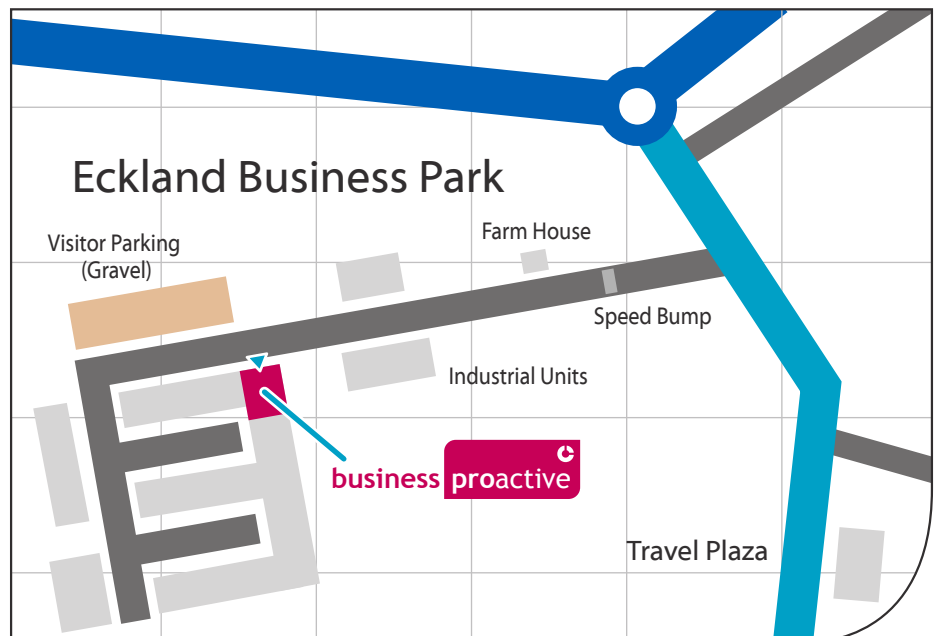 Eckland Business Park
Farm House
Visitor Parking
(Gravel)
Speed Bump
Industrial Units
business proactive
Travel Plaza